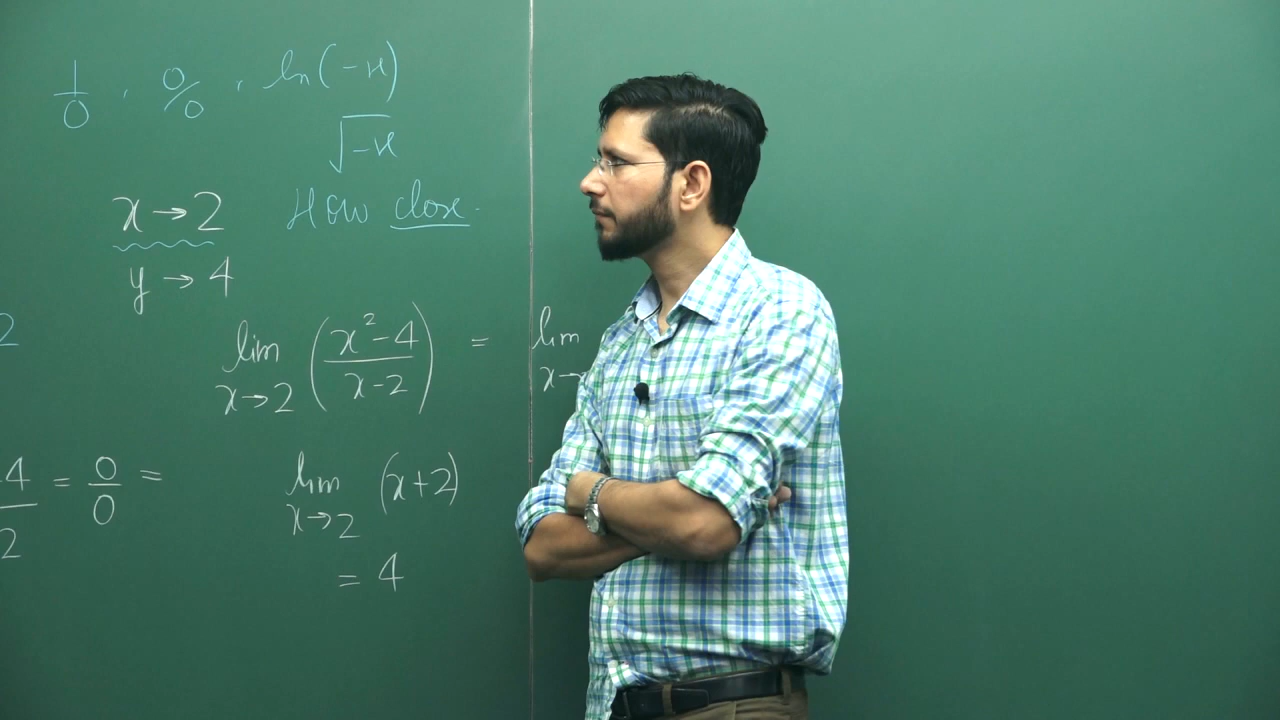 1/0 , 0/0 , ln(-x)
√-x
x→2 How close.
y→4
2
lim x→2 (x²-4 / x-2) = lim x→
4/2 = 0/0 =
lim x→2 (x+2)
= 4